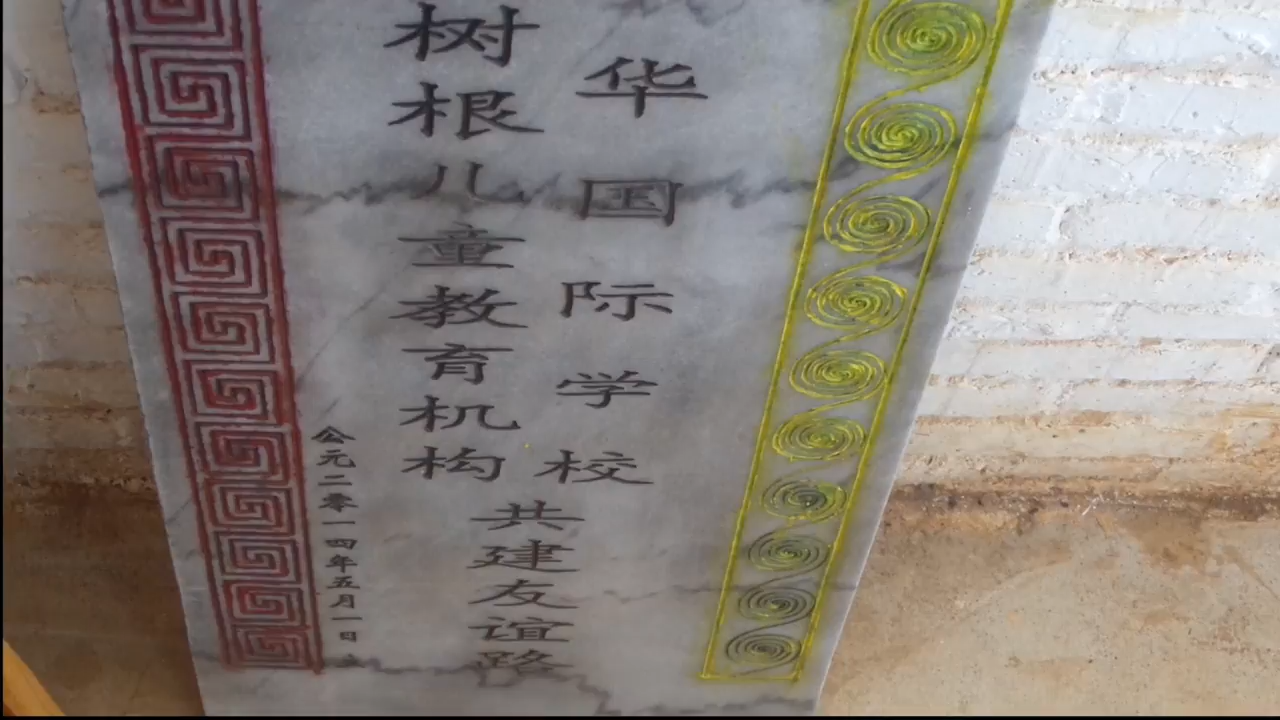 华国际学校
树根儿童教育机构
共建友谊路
公元二零一四年五月一日立